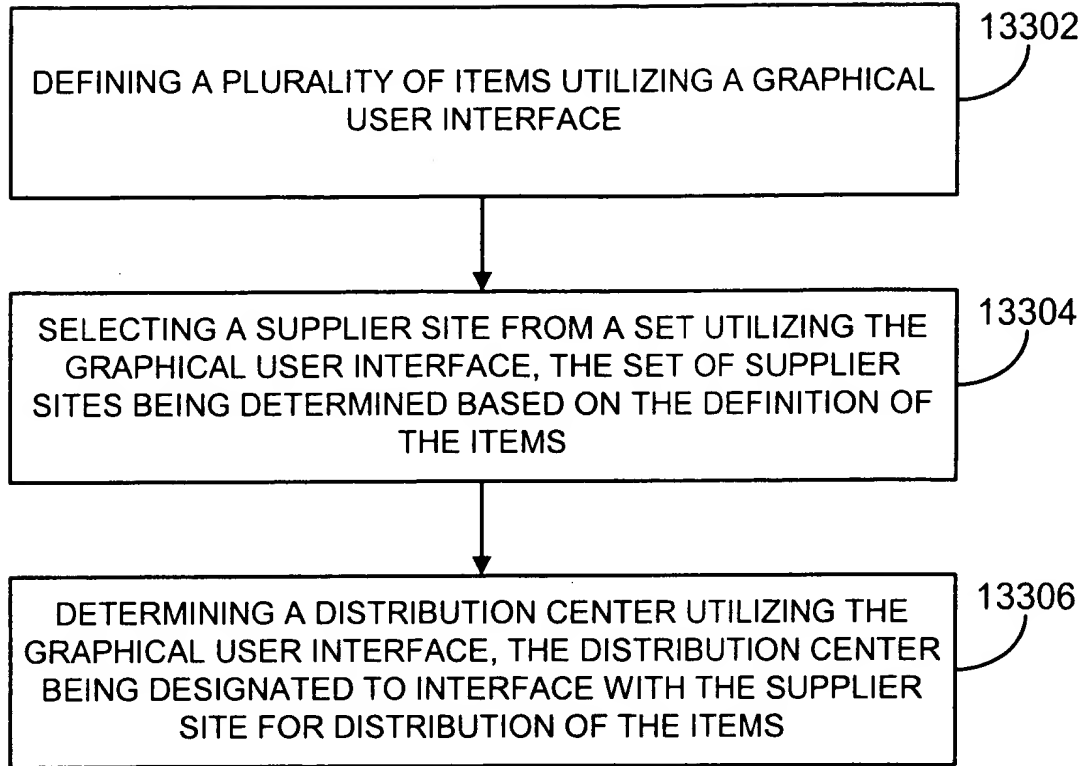 13302
DEFINING A PLURALITY OF ITEMS UTILIZING A GRAPHICAL
USER INTERFACE
13304
SELECTING A SUPPLIER SITE FROM A SET UTILIZING THE
GRAPHICAL USER INTERFACE, THE SET OF SUPPLIER
SITES BEING DETERMINED BASED ON THE DEFINITION OF
THE ITEMS
13306
DETERMINING A DISTRIBUTION CENTER UTILIZING THE
GRAPHICAL USER INTERFACE, THE DISTRIBUTION CENTER
BEING DESIGNATED TO INTERFACE WITH THE SUPPLIER
SITE FOR DISTRIBUTION OF THE ITEMS